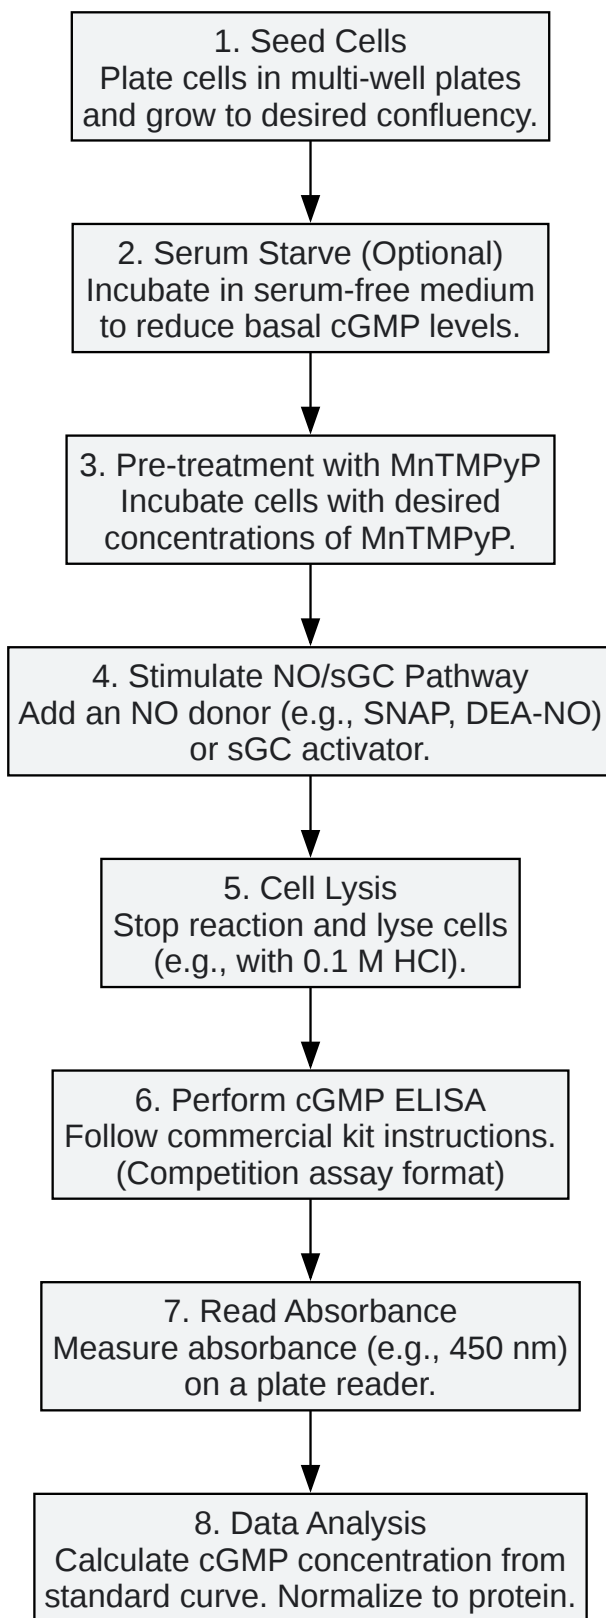 1. Seed Cells
Plate cells in multi-well plates
and grow to desired confluency.
2. Serum Starve (Optional)
Incubate in serum-free medium
to reduce basal cGMP levels.
3. Pre-treatment with MnTMPyP
Incubate cells with desired
concentrations of MnTMPyP.
4. Stimulate NO/sGC Pathway
Add an NO donor (e.g., SNAP, DEA-NO)
or sGC activator.
5. Cell Lysis
Stop reaction and lyse cells
(e.g., with 0.1 M HCl).
6. Perform cGMP ELISA
Follow commercial kit instructions.
(Competition assay format)
7. Read Absorbance
Measure absorbance (e.g., 450 nm)
on a plate reader.
8. Data Analysis
Calculate cGMP concentration from
standard curve. Normalize to protein.